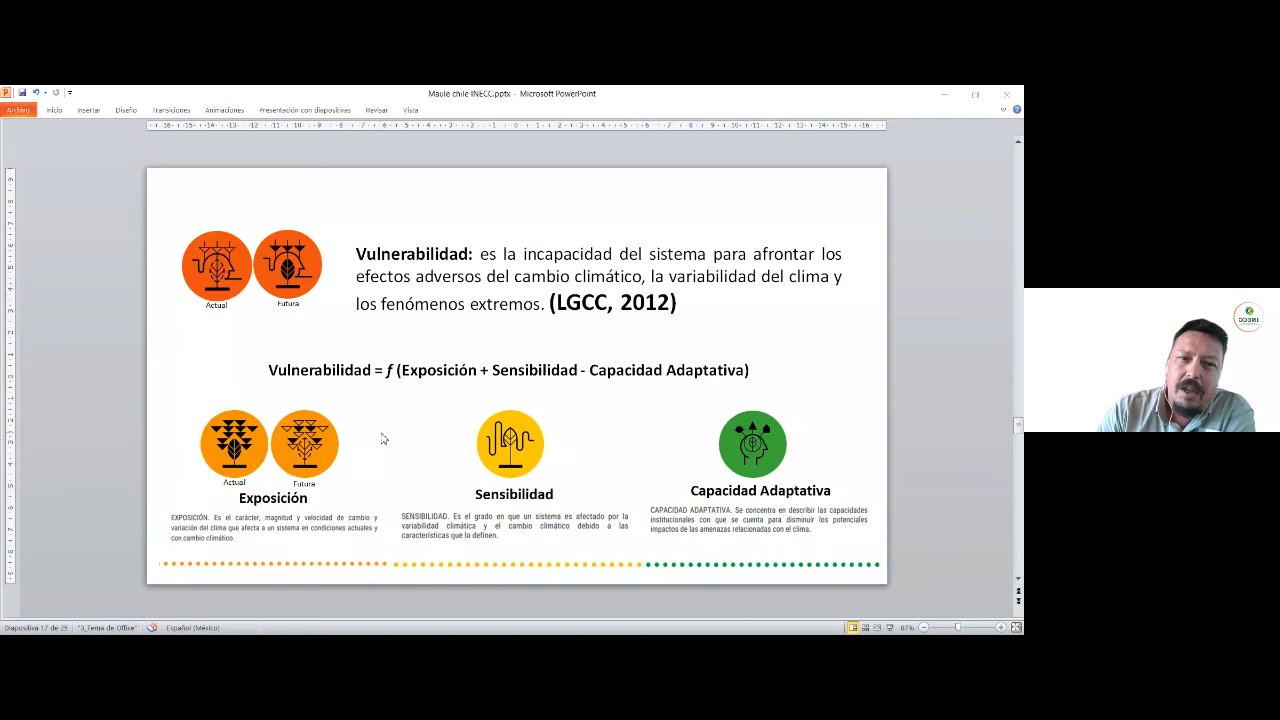 Maule chile INECC.pptx - Microsoft PowerPoint
Archivo Inicio Insertar Diseño Transiciones Animaciones Presentación con diapositivas Revisar Vista
Vulnerabilidad: es la incapacidad del sistema para afrontar los
efectos adversos del cambio climático, la variabilidad del clima y
los fenómenos extremos. (LGCC, 2012)
Actual Futura
Vulnerabilidad = f (Exposición + Sensibilidad - Capacidad Adaptativa)
Actual Futura
Exposición
EXPOSICIÓN. Es el carácter, magnitud y velocidad de cambio y
variación del clima que afecta a un sistema en condiciones actuales y
con cambio climático.
Sensibilidad
SENSIBILIDAD. Es el grado en que un sistema es afectado por la
variabilidad climática y el cambio climático debido a las
características que lo definen.
Capacidad Adaptativa
CAPACIDAD ADAPTATIVA. Se concentra en describir las capacidades
institucionales con que se cuenta para disminuir los potenciales
impactos de las amenazas relacionadas con el clima.
INECC
Diapositiva 17 de 25 "3_Tema de Office" Español (México) 87%